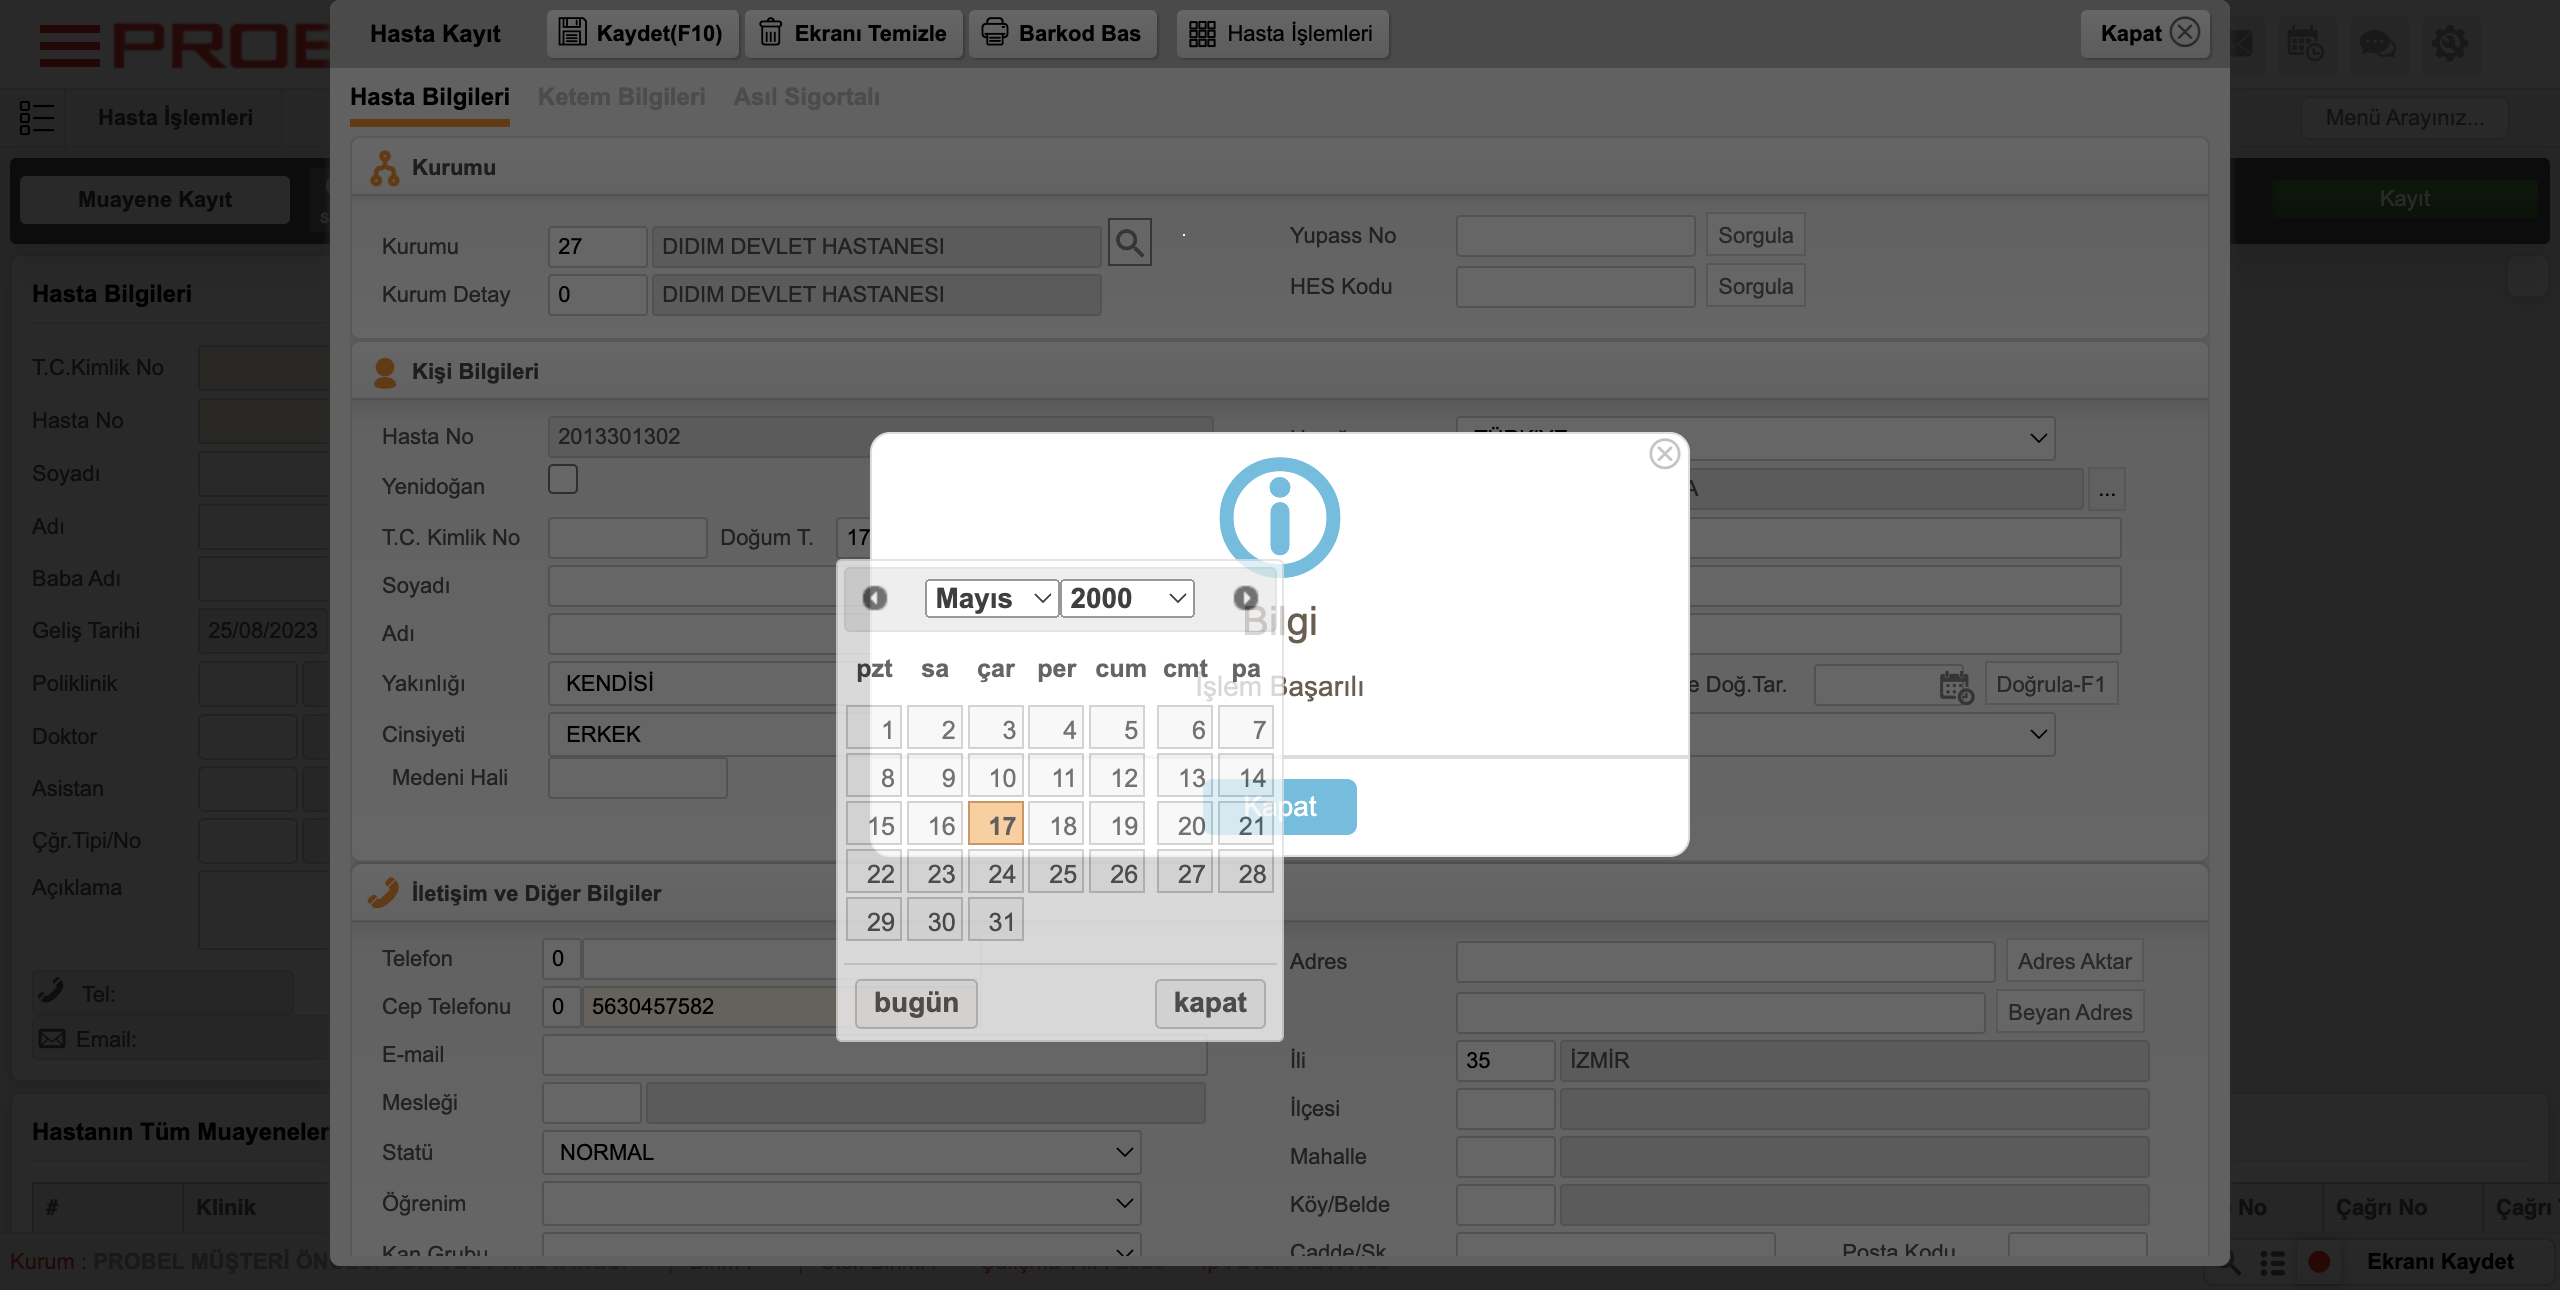 Hasta Kayıt Kaydet(F10) Ekranı Temizle Barkod Bas Hasta İşlemleri Kapat
PROB
Hasta Bilgileri Ketem Bilgileri Asıl Sigortalı
Hasta İşlemleri
Menü Arayınız...
Kurumu
Muayene Kayıt
Kayıt
Kurumu 27 DIDIM DEVLET HASTANESI
Yupass No Sorgula
Kurum Detay 0 DIDIM DEVLET HASTANESI
HES Kodu Sorgula
Hasta Bilgileri
T.C.Kimlik No
Hasta No
Soyadı
Adı
Baba Adı
Geliş Tarihi 25/08/2023
Poliklinik
Doktor
Asistan
Çğr.Tipi/No
Açıklama
Tel:
Email:
Kişi Bilgileri
Hasta No 2013301302
TÜRKİYE
Yenidoğan
A ...
T.C. Kimlik No Doğum T. 17
Soyadı
Adı
Yakınlığı KENDİSİ
e Doğ.Tar. Doğrula-F1
Cinsiyeti ERKEK
Medeni Hali
Bilgi
İşlem Başarılı
Kapat
Mayıs 2000
pzt sa çar per cum cmt pa
1 2 3 4 5 6 7
8 9 10 11 12 13 14
15 16 17 18 19 20 21
22 23 24 25 26 27 28
29 30 31
bugün kapat
İletişim ve Diğer Bilgiler
Telefon 0
Adres Adres Aktar
Cep Telefonu 0 5630457582
Beyan Adres
E-mail
İli 35 İZMİR
Mesleği
İlçesi
Statü NORMAL
Mahalle
Öğrenim
Köy/Belde
Kan Grubu
Cadde/Sk. Posta Kodu
Hastanın Tüm Muayeneler
# Klinik No Çağrı No Çağrı
Kurum : PROBEL MÜŞTERİ ÖN
Ekranı Kaydet